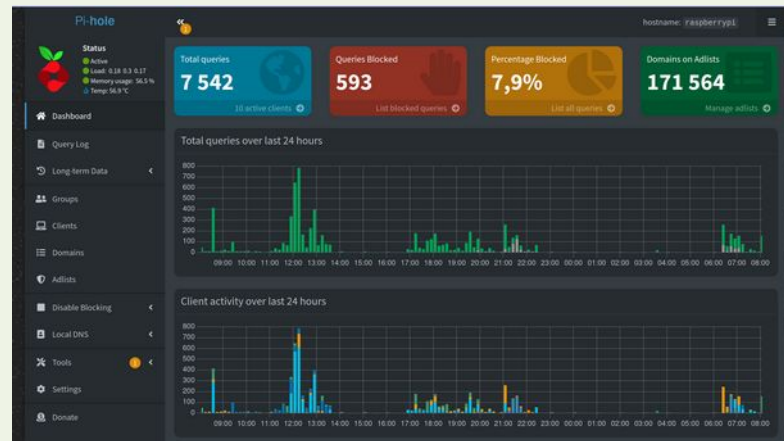 Pi-hole
1
hostname: raspberrypi
Status
Active
Load: 0.18 0.3 0.17
Memory usage: 56.5 %
Temp: 56.9 °C
Total queries
7 542
10 active clients
Queries Blocked
593
List blocked queries
Percentage Blocked
7,9%
List all queries
Domains on Adlists
171 564
Manage adlists
Dashboard
Query Log
Long-term Data
Groups
Clients
Domains
Adlists
Disable Blocking
Local DNS
Tools 1
Settings
Donate
Total queries over last 24 hours
800
700
600
500
400
300
200
100
0
09:00 10:00 11:00 12:00 13:00 14:00 15:00 16:00 17:00 18:00 19:00 20:00 21:00 22:00 23:00 00:00 01:00 02:00 03:00 04:00 05:00 06:00 07:00 08:00
Client activity over last 24 hours
800
700
600
500
400
300
200
100
0
09:00 10:00 11:00 12:00 13:00 14:00 15:00 16:00 17:00 18:00 19:00 20:00 21:00 22:00 23:00 00:00 01:00 02:00 03:00 04:00 05:00 06:00 07:00 08:00